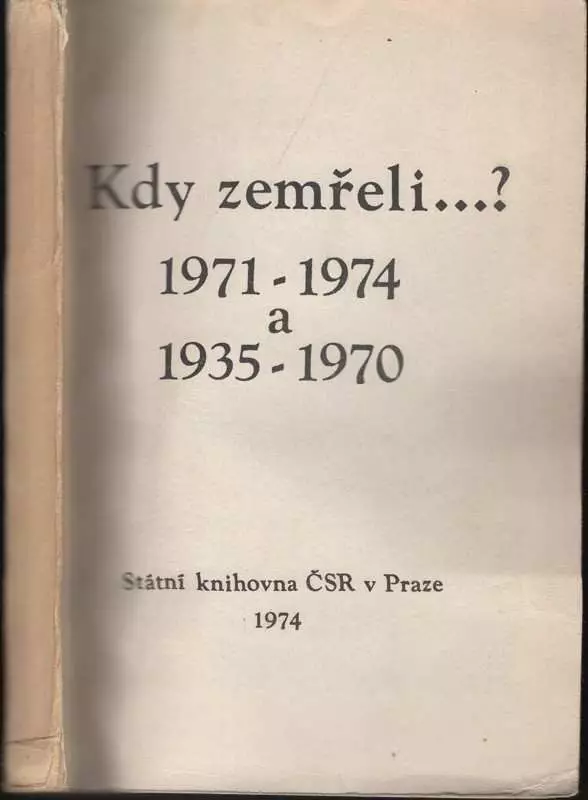 Kdy zemřeli...?
1971-1974
a
1935-1970
Státní knihovna ČSR v Praze
1974